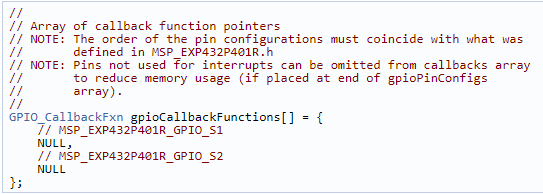 //
// Array of callback function pointers
// NOTE: The order of the pin configurations must coincide with what was
//       defined in MSP_EXP432P401R.h
// NOTE: Pins not used for interrupts can be omitted from callbacks array
//       to reduce memory usage (if placed at end of gpioPinConfigs
//       array).
//
GPIO_CallbackFxn gpioCallbackFunctions[] = {
    // MSP_EXP432P401R_GPIO_S1
    NULL,
    // MSP_EXP432P401R_GPIO_S2
    NULL
};